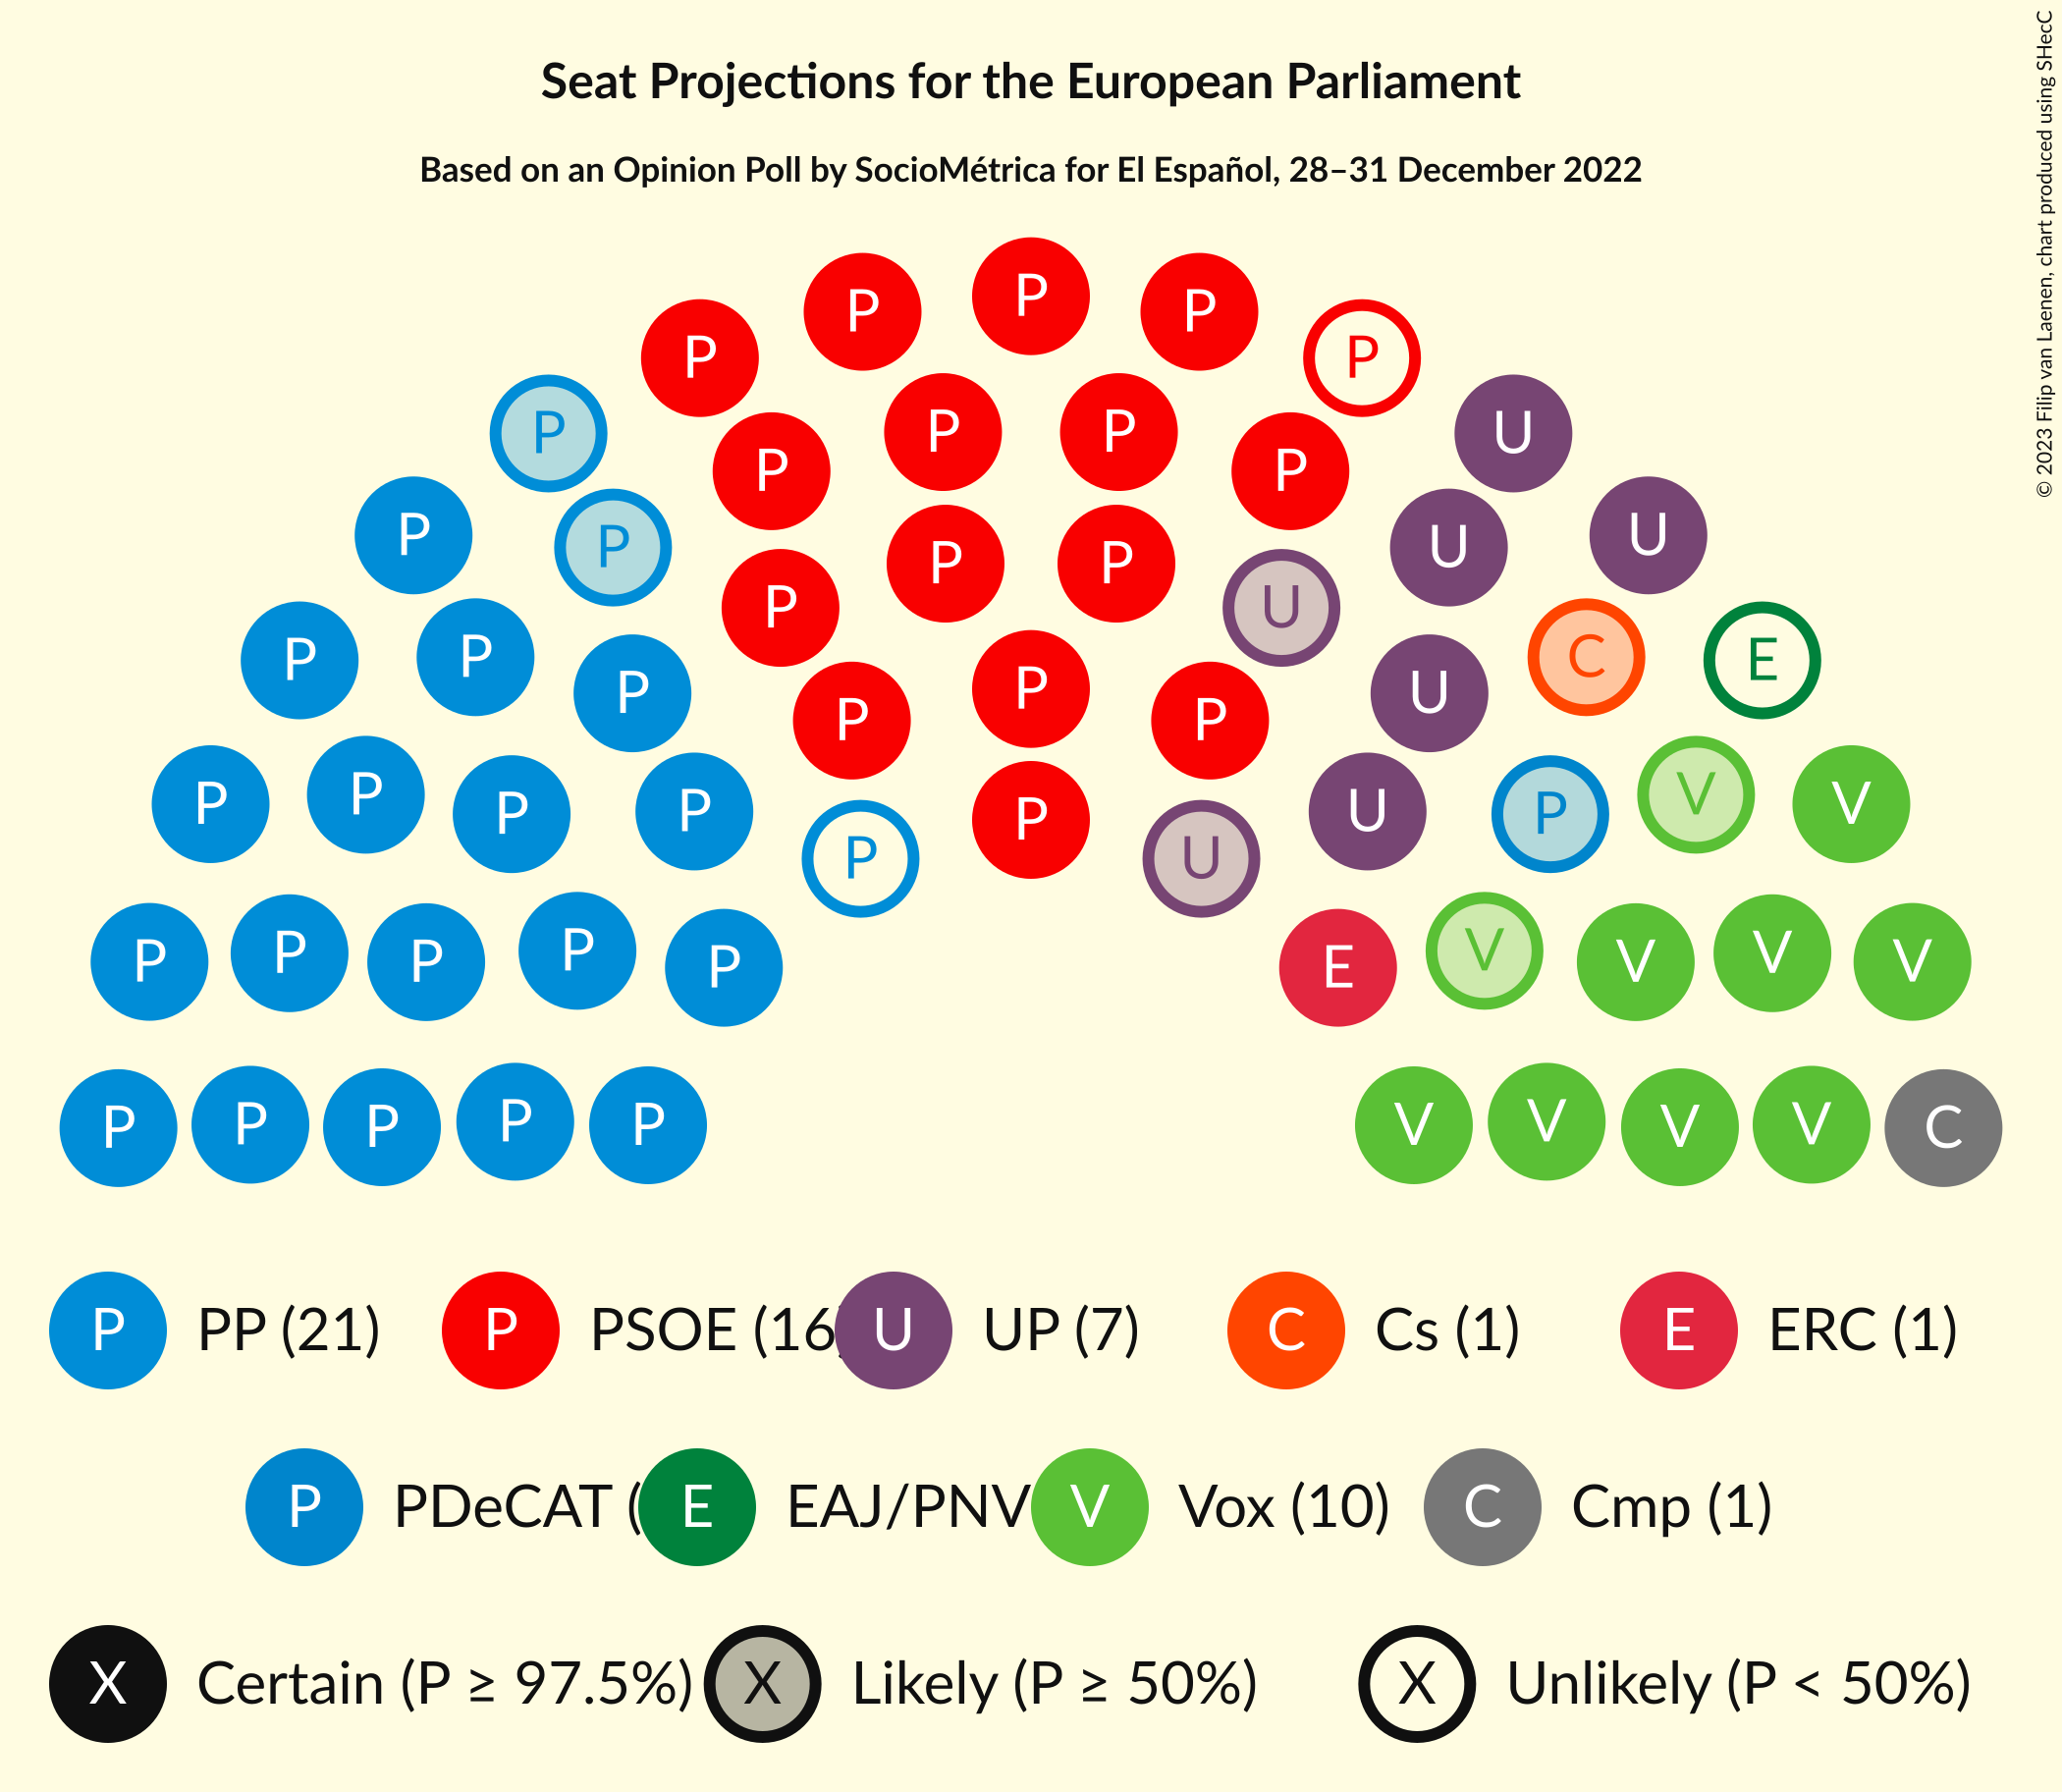 Seat Projections for the European Parliament
Based on an Opinion Poll by SocioMétrica for El Español, 28–31 December 2022
© 2023 Filip van Laenen, chart produced using SHecC
P P P
P P
P P P U
P P
P P P P U U
P U
P P C E
P P P P U
P P P P P U P V V
P U
P P P P P E V V V V
P P P P P V V V V C
P PP (21) P PSOE (16 U UP (7) C Cs (1) E ERC (1)
P PDeCAT ( E EAJ/PNV V Vox (10) C Cmp (1)
X Certain (P ≥ 97.5%) X Likely (P ≥ 50%) X Unlikely (P < 50%)